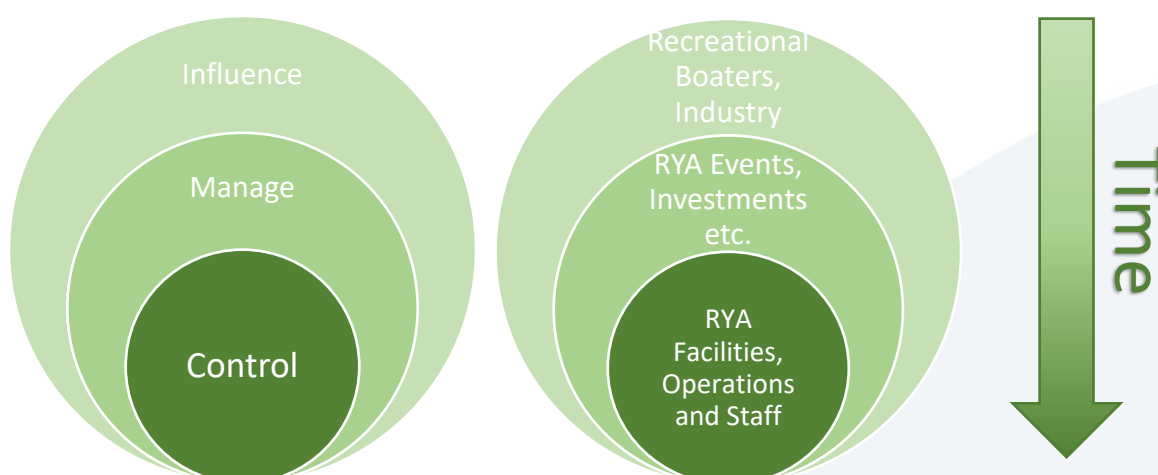 Influence
Manage
Control
Recreational
Boaters,
Industry
RYA Events,
Investments
etc.
RYA
Facilities,
Operations
and Staff
Time